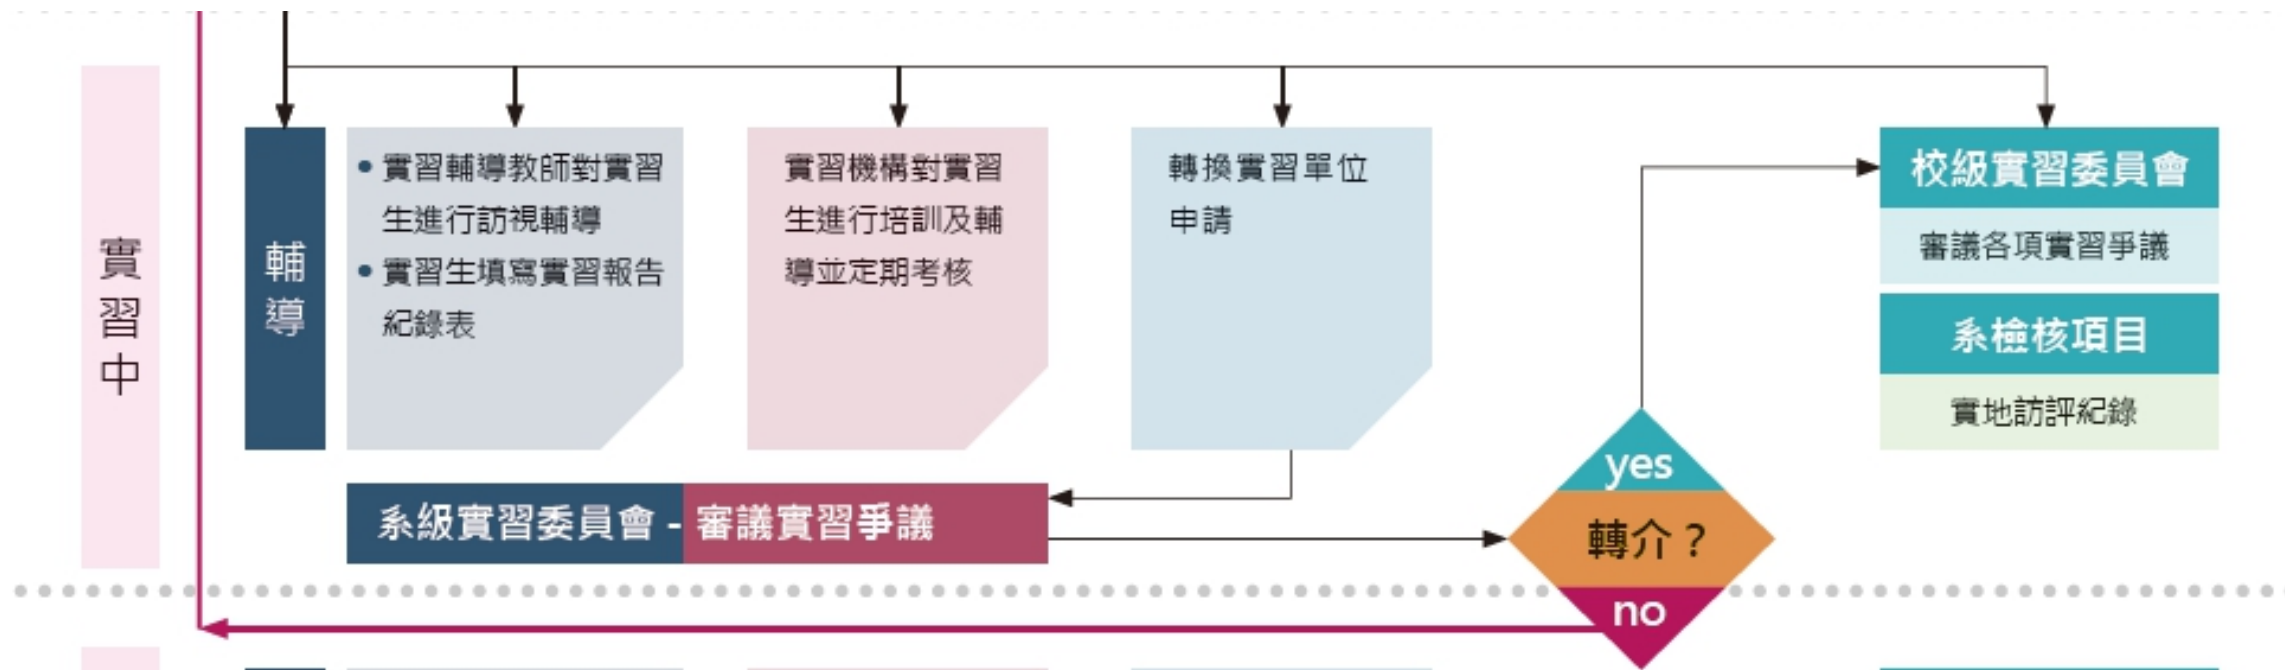 實習中
輔導
• 實習輔導教師對實習
生進行訪視輔導
• 實習生填寫實習報告
紀錄表
實習機構對實習
生進行培訓及輔
導並定期考核
轉換實習單位
申請
校級實習委員會
審議各項實習爭議
系檢核項目
實地訪評紀錄
系級實習委員會 - 審議實習爭議
yes
轉介？
no